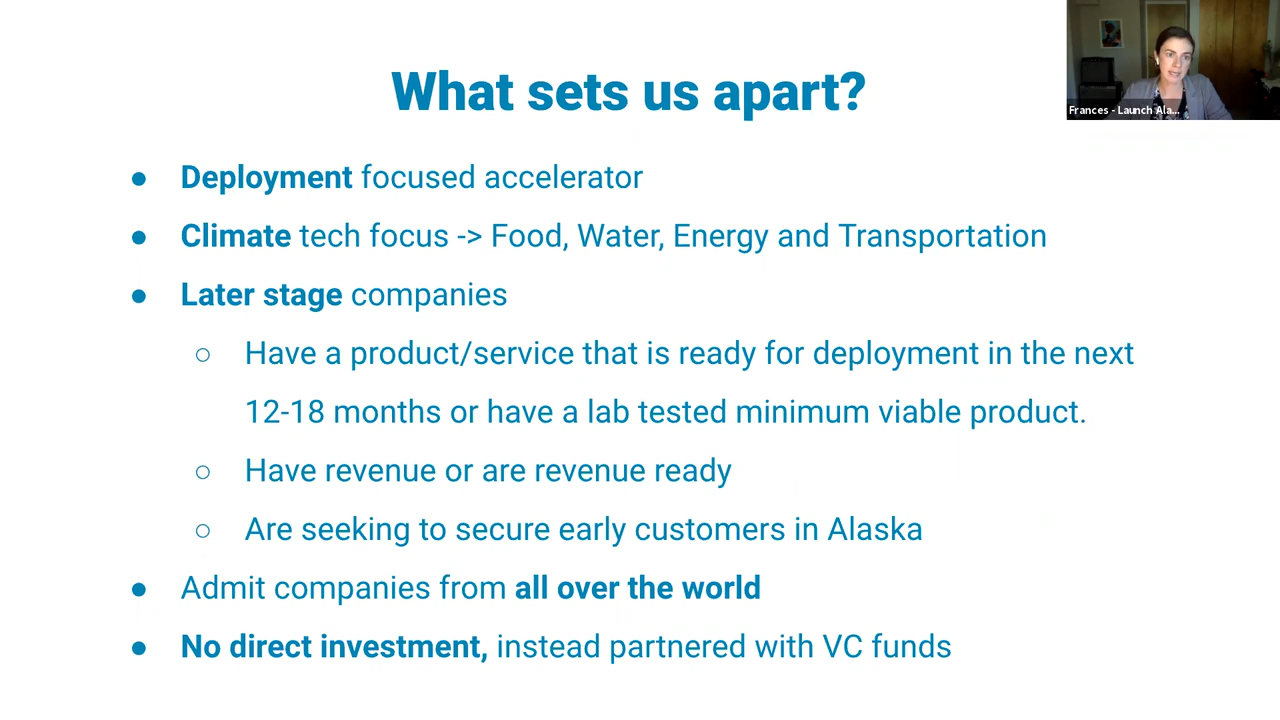 What sets us apart?
Frances - Launch Ala...
● Deployment focused accelerator
● Climate tech focus -> Food, Water, Energy and Transportation
● Later stage companies
○ Have a product/service that is ready for deployment in the next
12-18 months or have a lab tested minimum viable product.
○ Have revenue or are revenue ready
○ Are seeking to secure early customers in Alaska
● Admit companies from all over the world
● No direct investment, instead partnered with VC funds